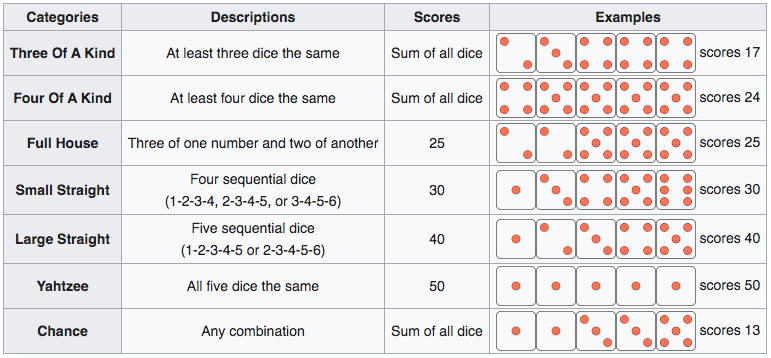 Categories Descriptions Scores Examples
Three Of A Kind At least three dice the same Sum of all dice scores 17
Four Of A Kind At least four dice the same Sum of all dice scores 24
Full House Three of one number and two of another 25 scores 25
Small Straight Four sequential dice 30 scores 30
(1-2-3-4, 2-3-4-5, or 3-4-5-6)
Large Straight Five sequential dice 40 scores 40
(1-2-3-4-5 or 2-3-4-5-6)
Yahtzee All five dice the same 50 scores 50
Chance Any combination Sum of all dice scores 13